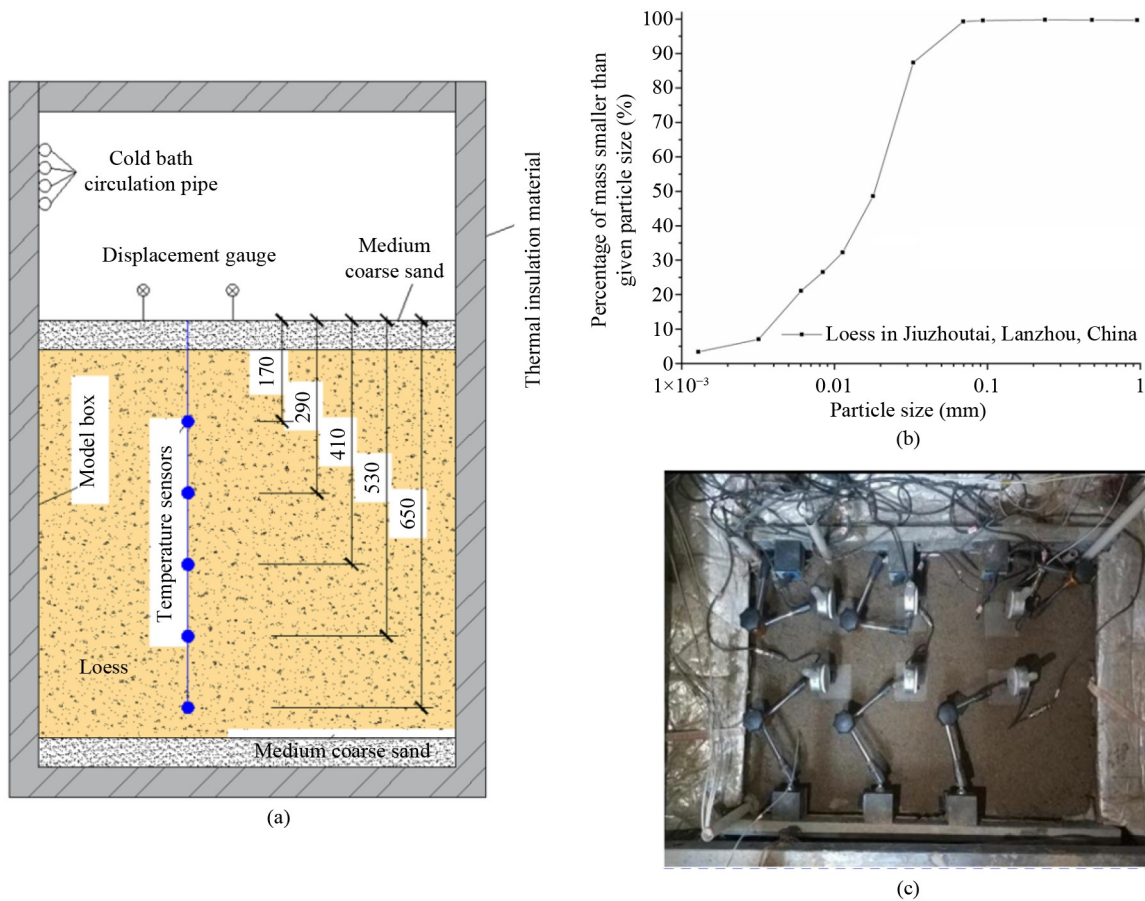 Cold bath
circulation pipe
Displacement gauge
Medium
coarse sand
Thermal insulation material
Model box
Temperature sensors
170
290
410
530
650
Loess
Medium coarse sand
(a)
Percentage of mass smaller than
given particle size (%)
100
90
80
70
60
50
40
30
20
10
0
Loess in Jiuzhoutai, Lanzhou, China
1×10⁻³
0.01
0.1
1
Particle size (mm)
(b)
(c)